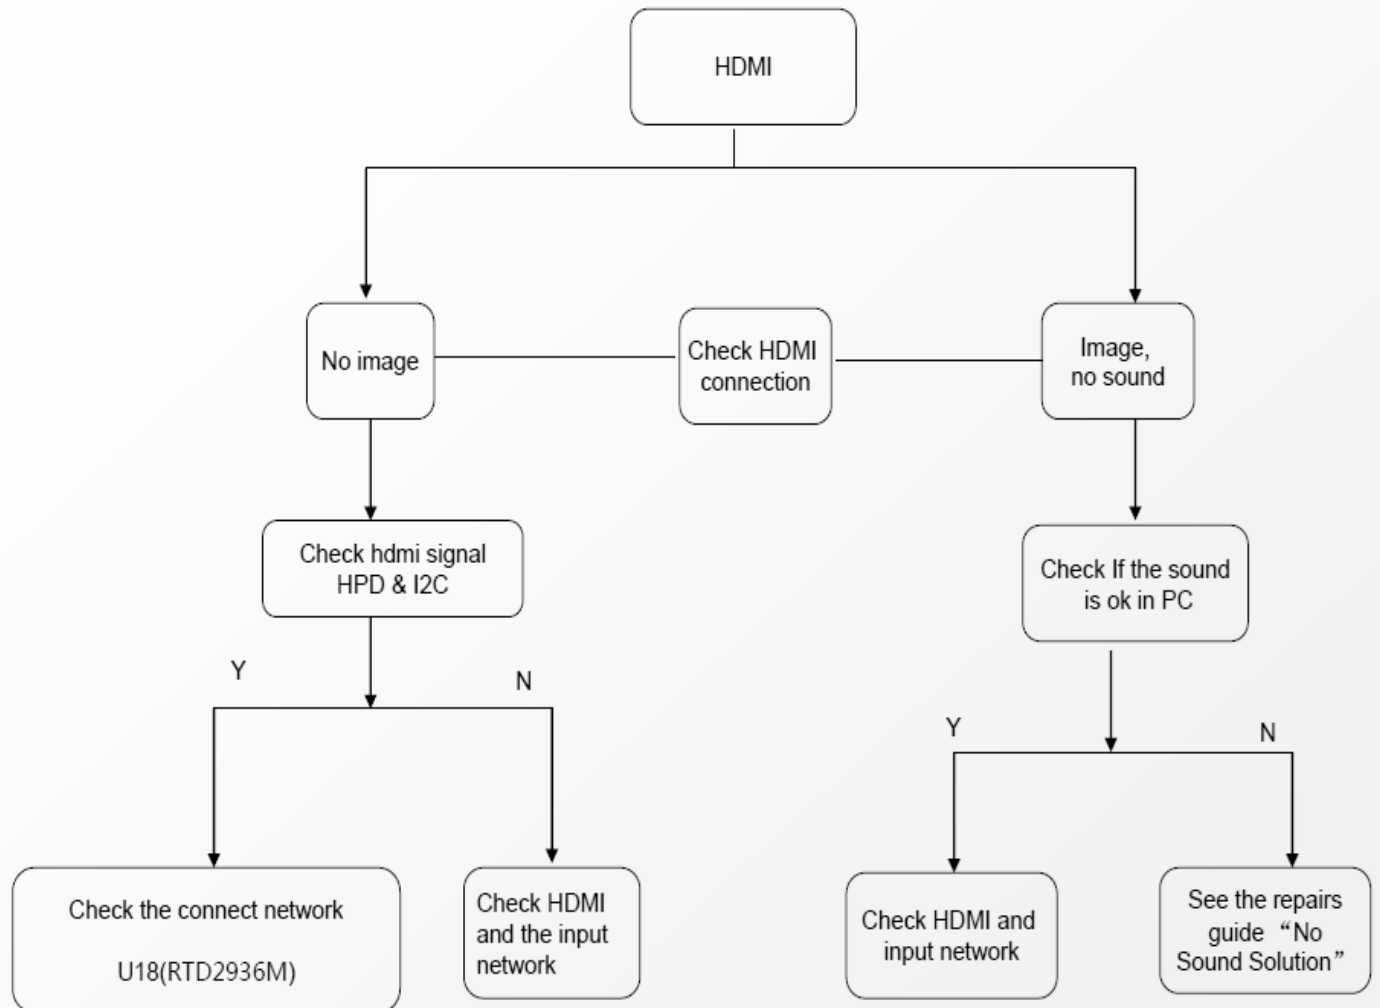 HDMI
No image
Check HDMI
connection
Image,
no sound
Check hdmi signal
HPD & I2C
Check If the sound
is ok in PC
Y
N
Y
N
Check the connect network
U18(RTD2936M)
Check HDMI
and the input
network
Check HDMI and
input network
See the repairs
guide “No
Sound Solution”